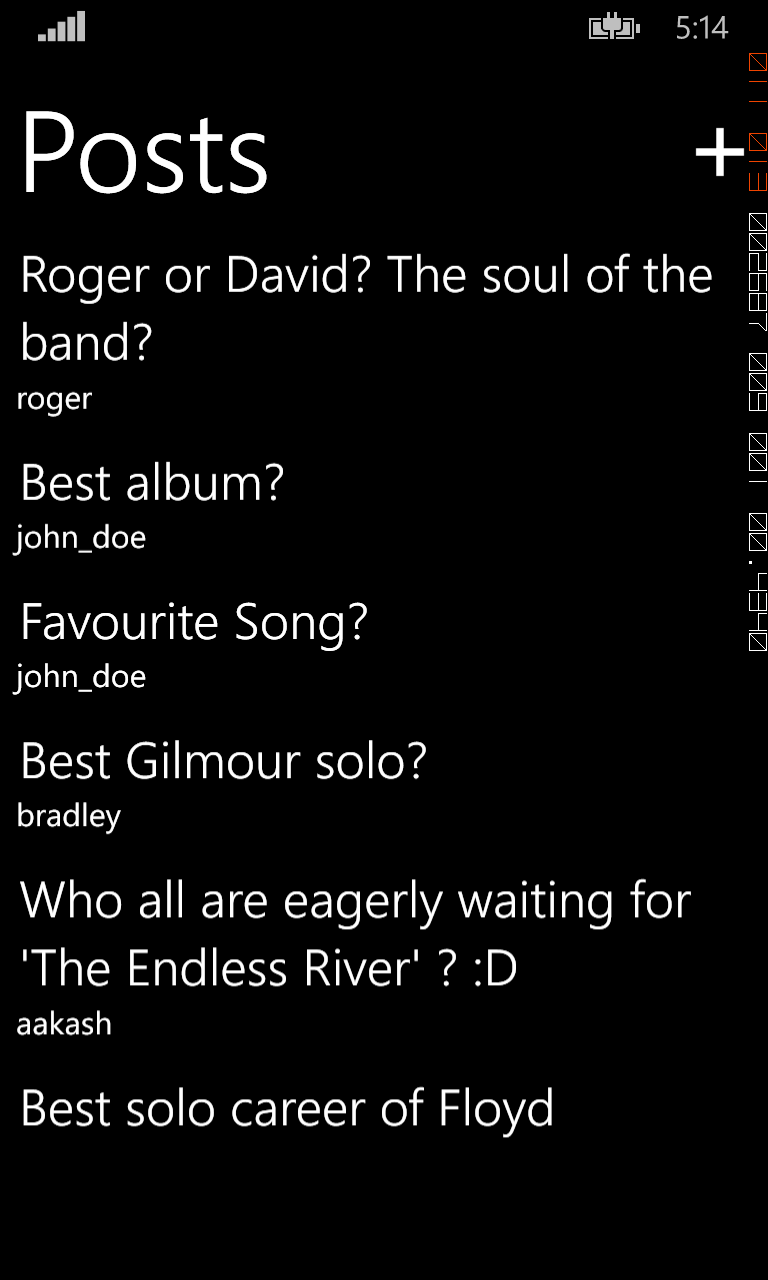 5:14
Posts
+
Roger or David? The soul of the
band?
roger
Best album?
john_doe
Favourite Song?
john_doe
Best Gilmour solo?
bradley
Who all are eagerly waiting for
'The Endless River' ? :D
aakash
Best solo career of Floyd